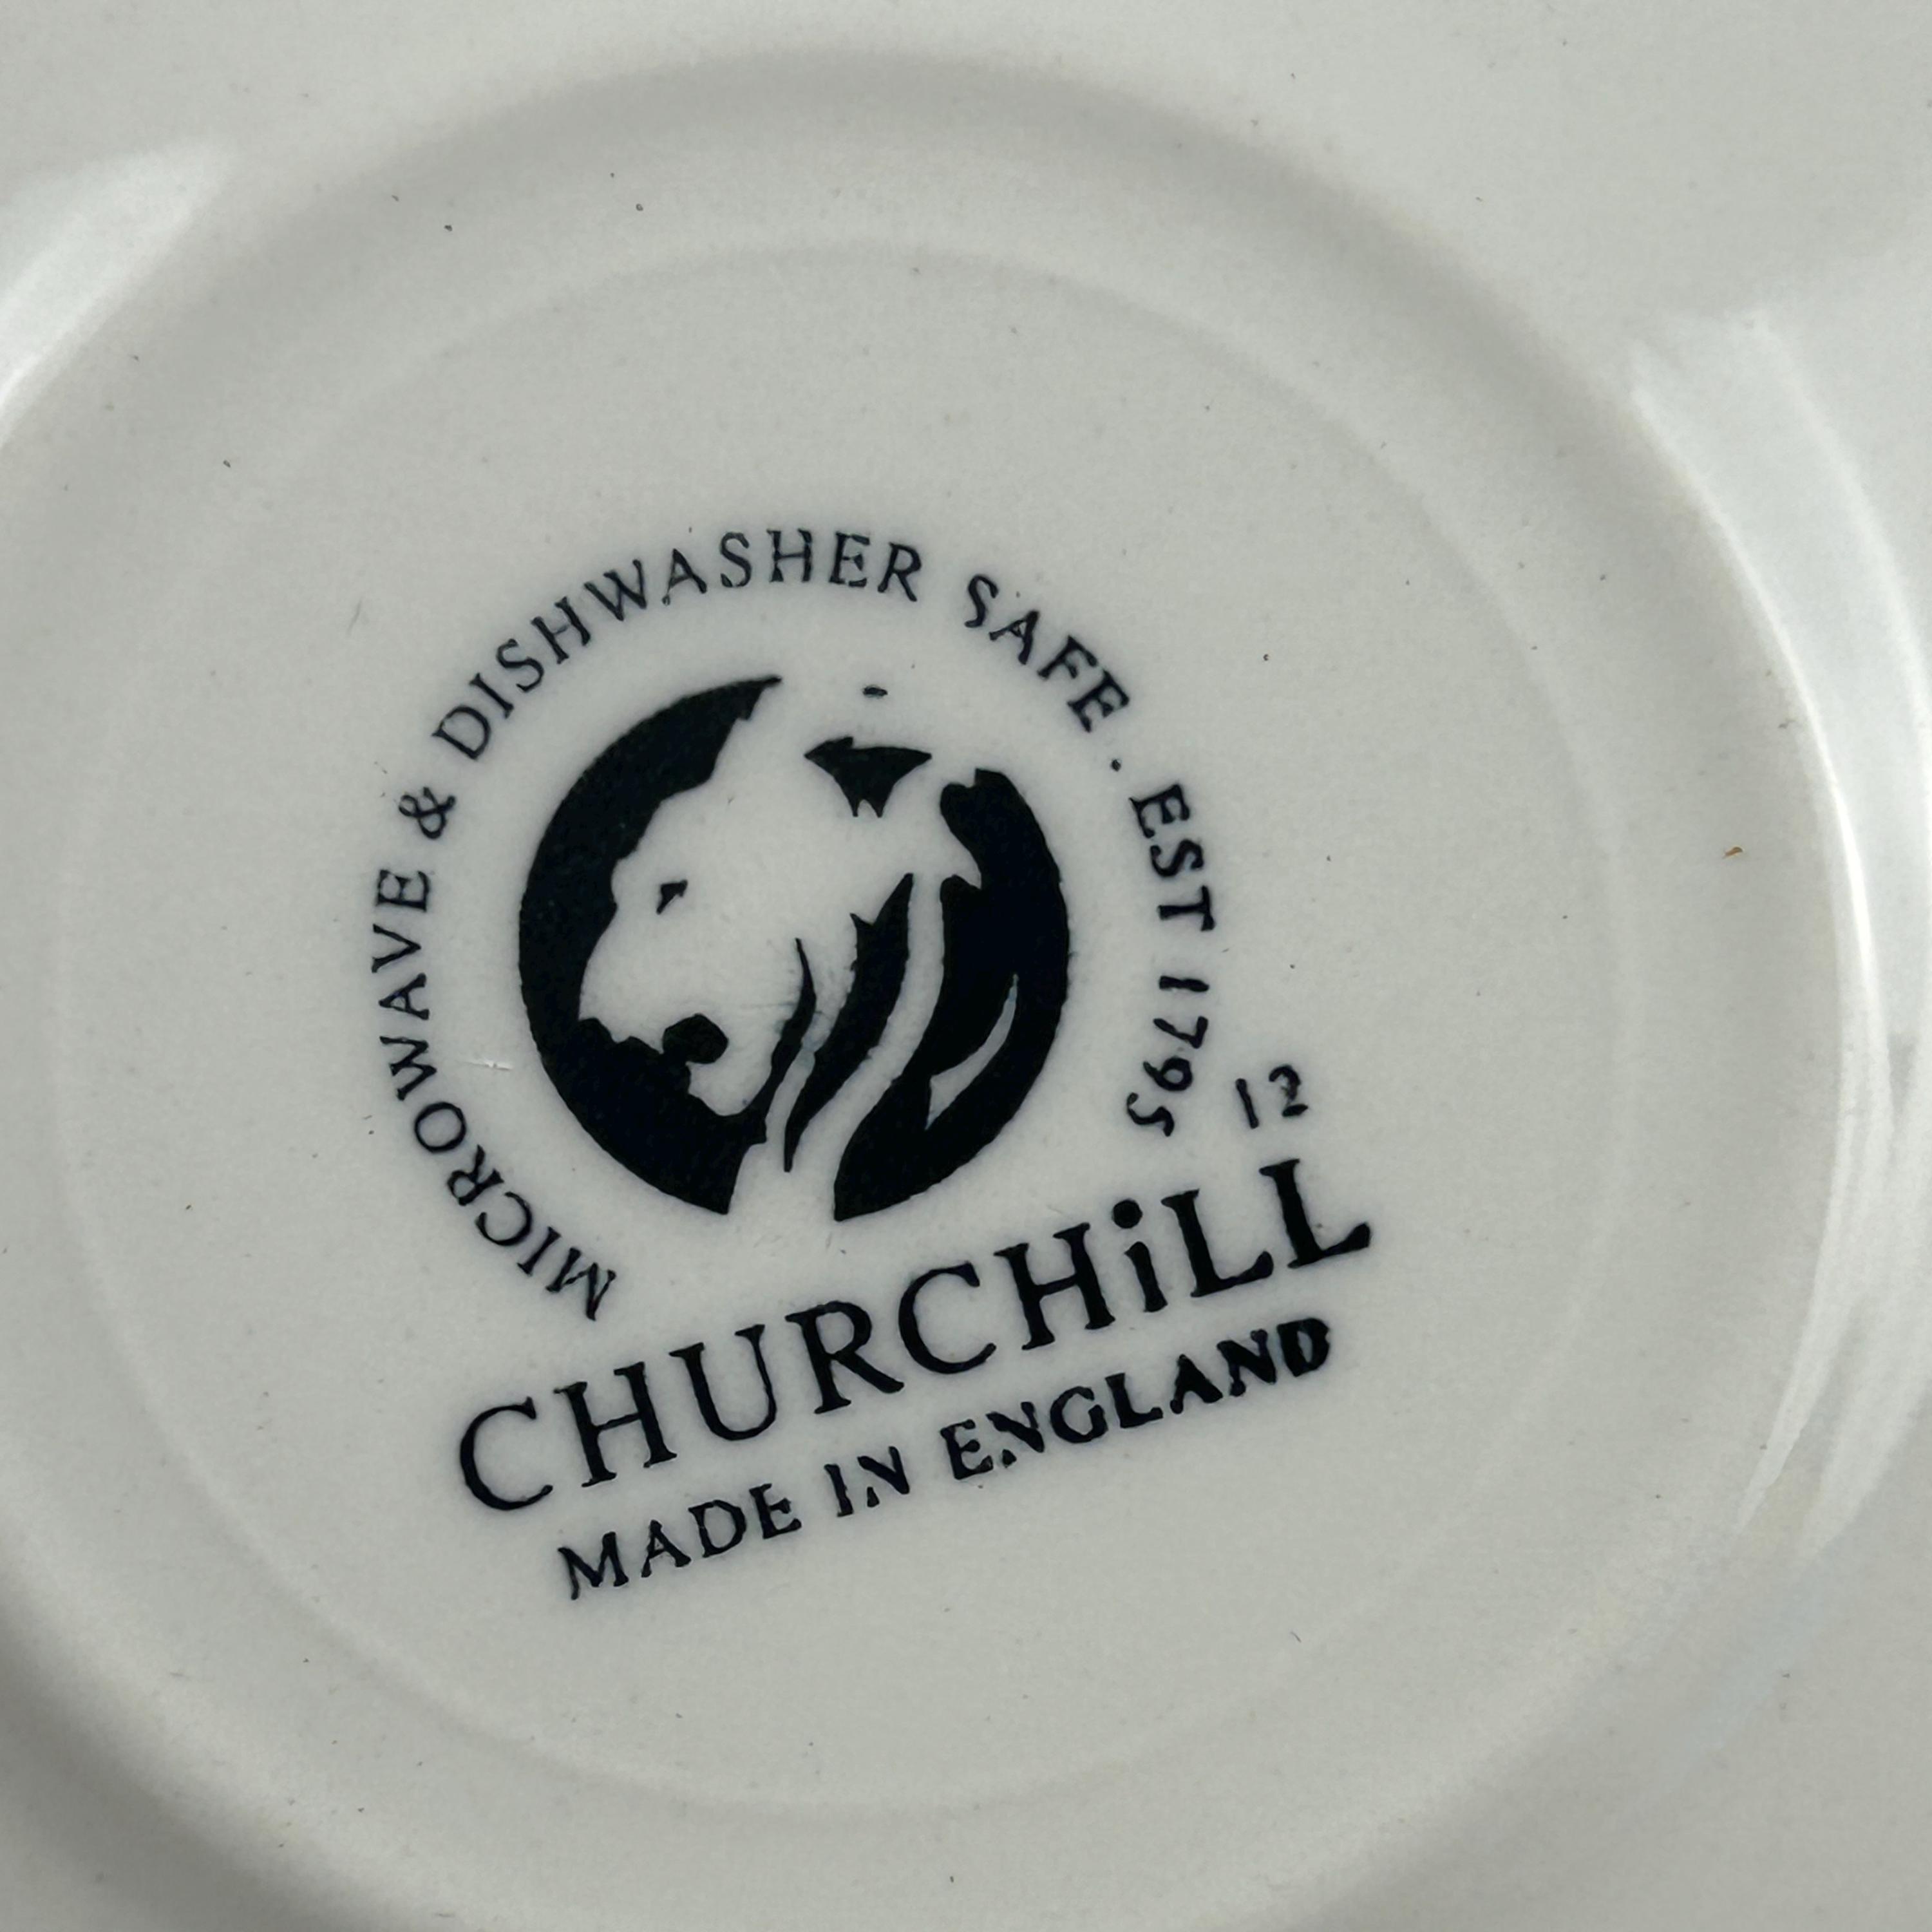 MICROWAVE & DISHWASHER SAFE . EST 1795
12
CHURCHiLL
MADE IN ENGLAND